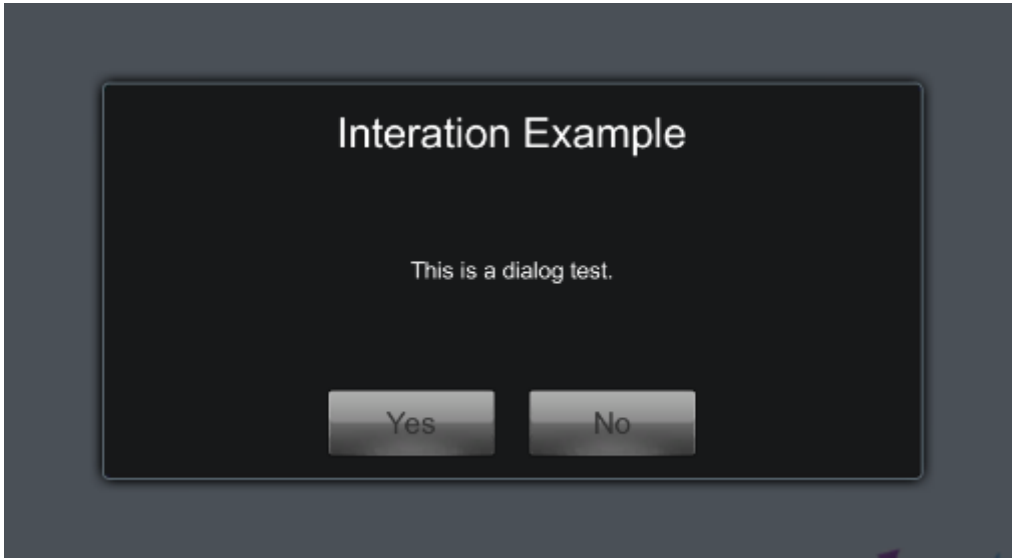 Interation Example
This is a dialog test.
Yes
No